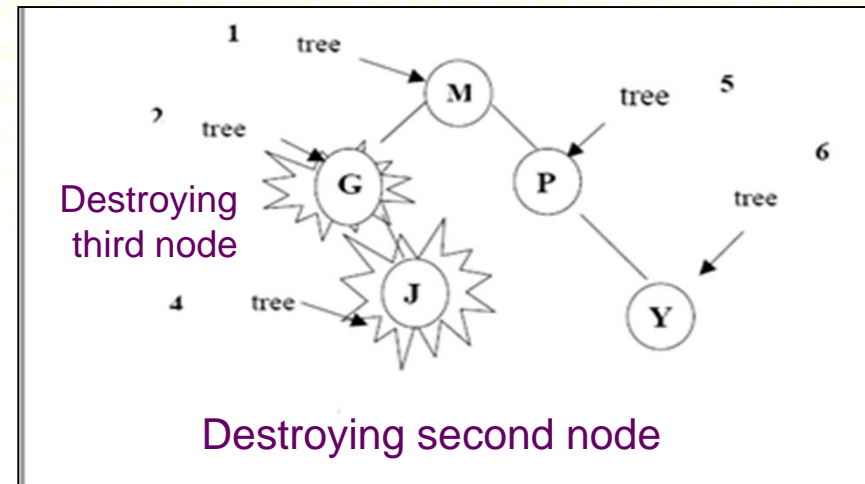 1 tree
M
tree 5
2 tree
6
G
P
Destroying
third node
tree
J
4 tree
Y
Destroying second node